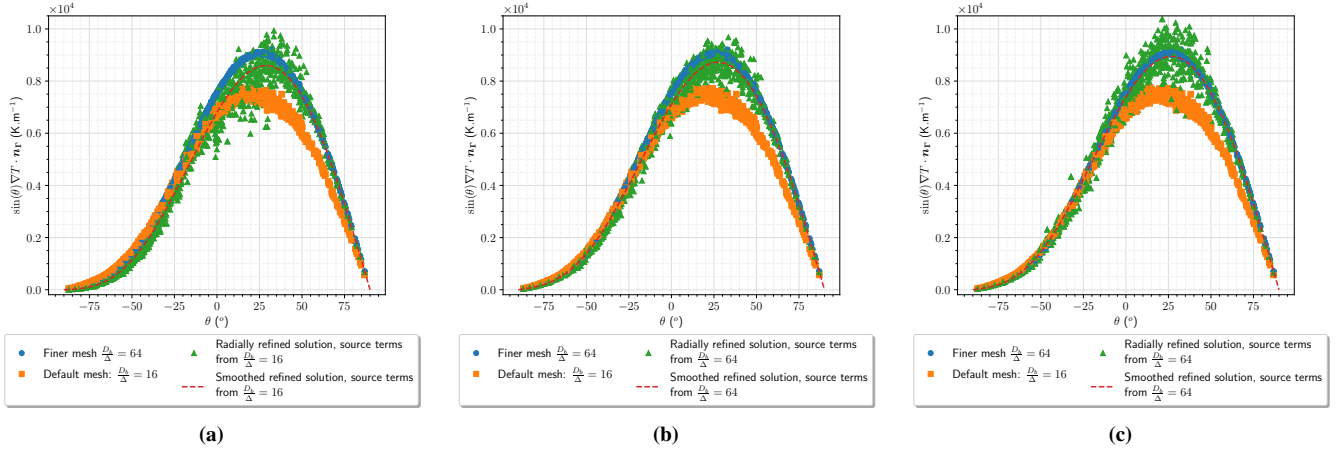 ×10⁴
1.0
0.8
0.6
0.4
0.2
0.0
sin(θ) ∇T · n_Γ (K.m⁻¹)
−75 −50 −25 0 25 50 75
θ (°)
Finer mesh D_b/Δ = 64
Default mesh: D_b/Δ = 16
Radially refined solution, source terms
from D_b/Δ = 16
Smoothed refined solution, source terms
from D_b/Δ = 16
(a)
×10⁴
1.0
0.8
0.6
0.4
0.2
0.0
sin(θ) ∇T · n_Γ (K.m⁻¹)
−75 −50 −25 0 25 50 75
θ (°)
Finer mesh D_b/Δ = 64
Default mesh: D_b/Δ = 16
Radially refined solution, source terms
from D_b/Δ = 64
Smoothed refined solution, source terms
from D_b/Δ = 64
(b)
×10⁴
1.0
0.8
0.6
0.4
0.2
0.0
sin(θ) ∇T · n_Γ (K.m⁻¹)
−75 −50 −25 0 25 50 75
θ (°)
Finer mesh D_b/Δ = 64
Default mesh: D_b/Δ = 16
Radially refined solution, source terms
from D_b/Δ = 64
Smoothed refined solution, source terms
from D_b/Δ = 64
(c)